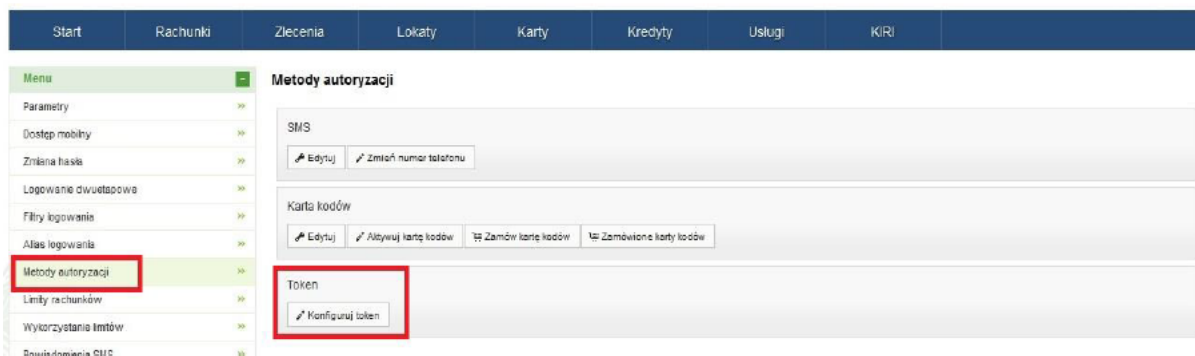 Start Rachunki Zlecenia Lokaty Karty Kredyty Usługi KIRI
Menu
Parametry
Dostęp mobilny
Zmiana hasła
Logowanie dwuetapowe
Filtry logowania
Alias logowania
Metody autoryzacji
Limity rachunków
Wykorzystanie limitów
Powiadomienia SMS
Metody autoryzacji
SMS
Edytuj Zmień numer telefonu
Karta kodów
Edytuj Aktywuj kartę kodów Zamów kartę kodów Zamówione karty kodów
Token
Konfiguruj token